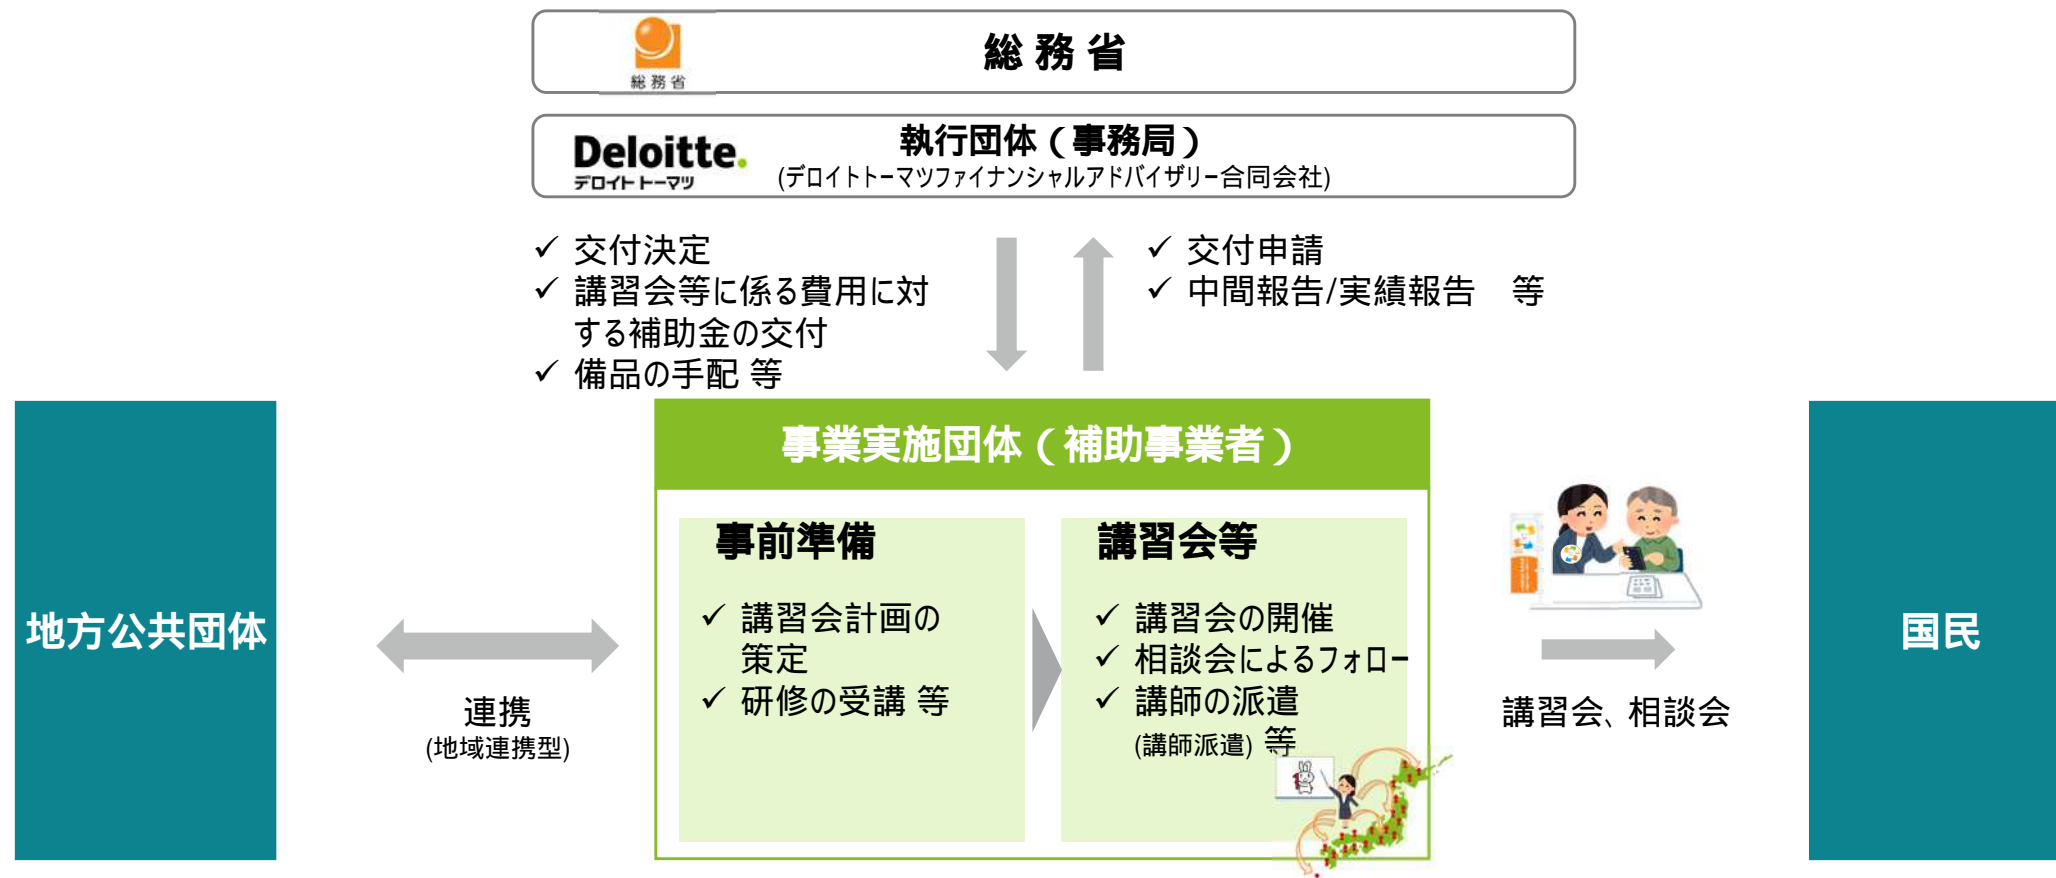 総務省
総務省
Deloitte.
デロイト トーマツ
執行団体（事務局）
(デロイトトーマツファイナンシャルアドバイザリー合同会社)
✓ 交付決定
✓ 講習会等に係る費用に対
する補助金の交付
✓ 備品の手配 等
✓ 交付申請
✓ 中間報告/実績報告　等
地方公共団体
連携
(地域連携型)
事業実施団体（補助事業者）
事前準備
✓ 講習会計画の
策定
✓ 研修の受講 等
講習会等
✓ 講習会の開催
✓ 相談会によるフォロー
✓ 講師の派遣
(講師派遣) 等
講習会、相談会
国民